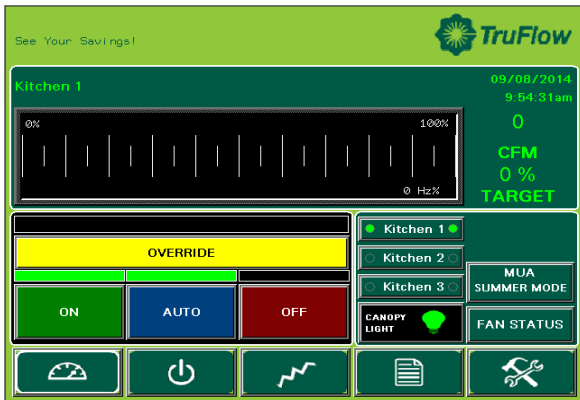 See Your Savings!
TruFlow
Kitchen 1
09/08/2014
9:54:31am
0% 100%
0 Hz%
0
CFM
0 %
TARGET
OVERRIDE
ON AUTO OFF
Kitchen 1
Kitchen 2
Kitchen 3
CANOPY
LIGHT
MUA
SUMMER MODE
FAN STATUS